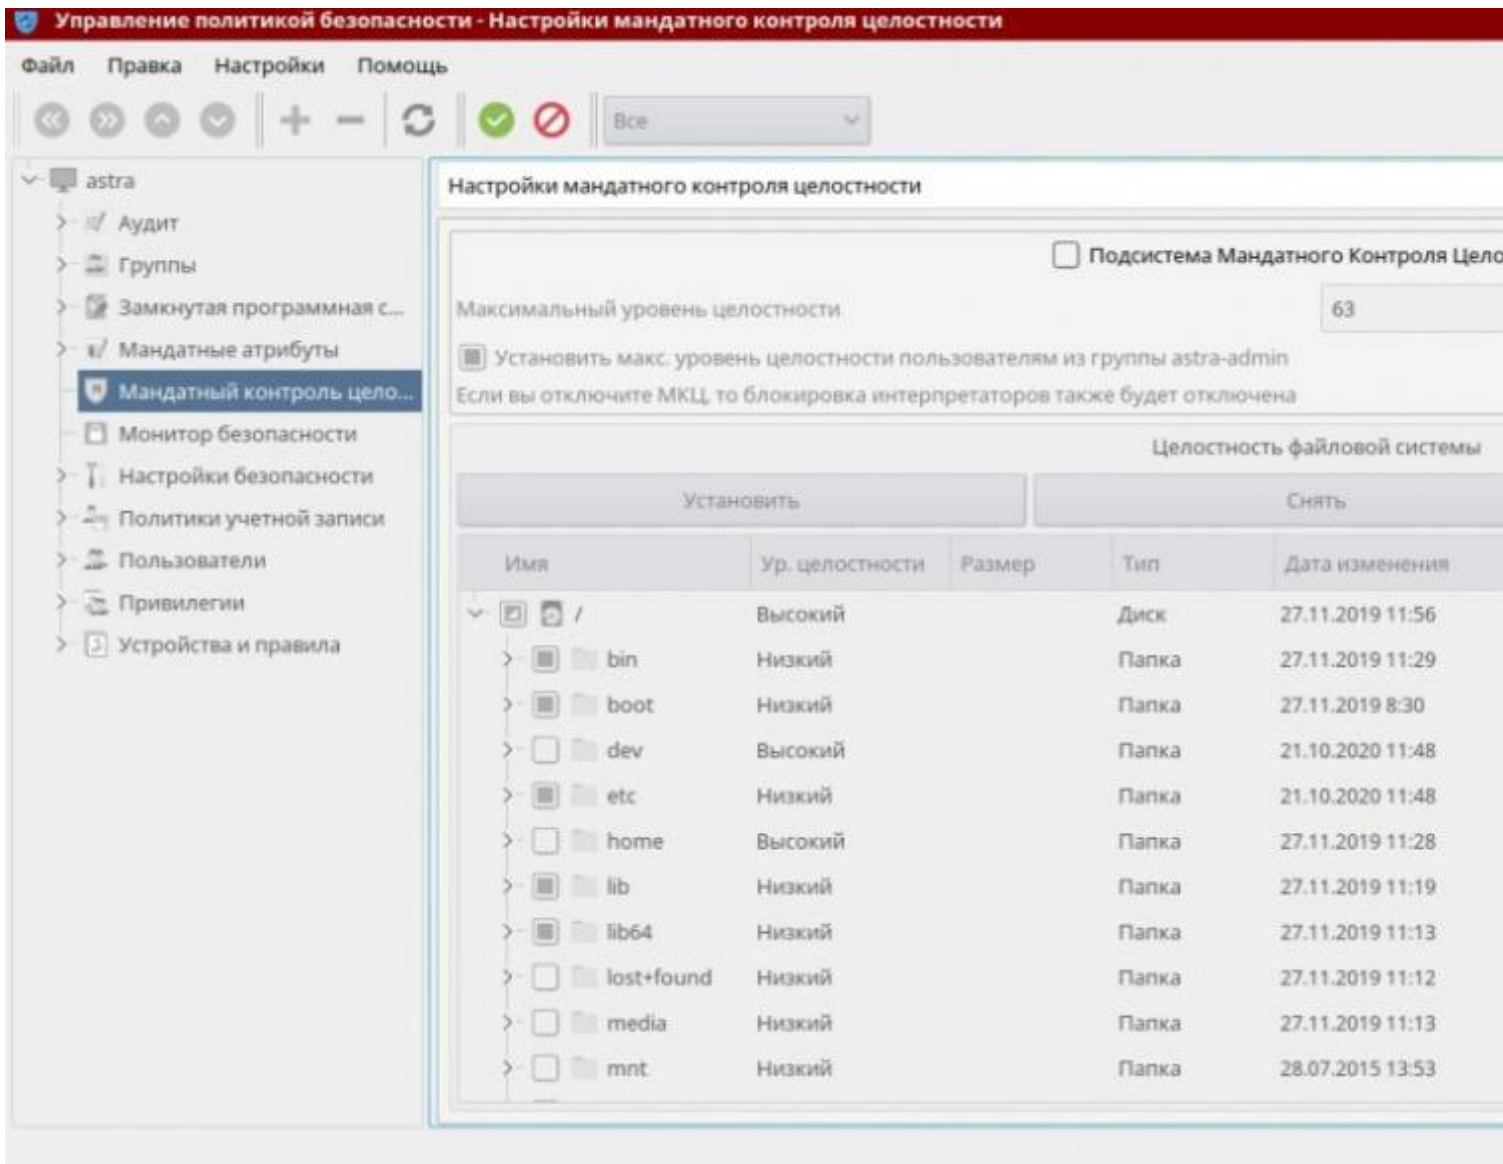 Управление политикой безопасности - Настройки мандатного контроля целостности
Файл Правка Настройки Помощь
Все
astra
Аудит
Группы
Замкнутая программная с...
Мандатные атрибуты
Мандатный контроль цело...
Монитор безопасности
Настройки безопасности
Политики учетной записи
Пользователи
Привилегии
Устройства и правила
Настройки мандатного контроля целостности
Подсистема Мандатного Контроля Цело
Максимальный уровень целостности 63
Установить макс. уровень целостности пользователям из группы astra-admin
Если вы отключите МКЦ, то блокировка интерпретаторов также будет отключена
Целостность файловой системы
Установить Снять
Имя Ур. целостности Размер Тип Дата изменения
/ Высокий Диск 27.11.2019 11:56
bin Низкий Папка 27.11.2019 11:29
boot Низкий Папка 27.11.2019 8:30
dev Высокий Папка 21.10.2020 11:48
etc Низкий Папка 21.10.2020 11:48
home Высокий Папка 27.11.2019 11:28
lib Низкий Папка 27.11.2019 11:19
lib64 Низкий Папка 27.11.2019 11:13
lost+found Низкий Папка 27.11.2019 11:12
media Низкий Папка 27.11.2019 11:13
mnt Низкий Папка 28.07.2015 13:53